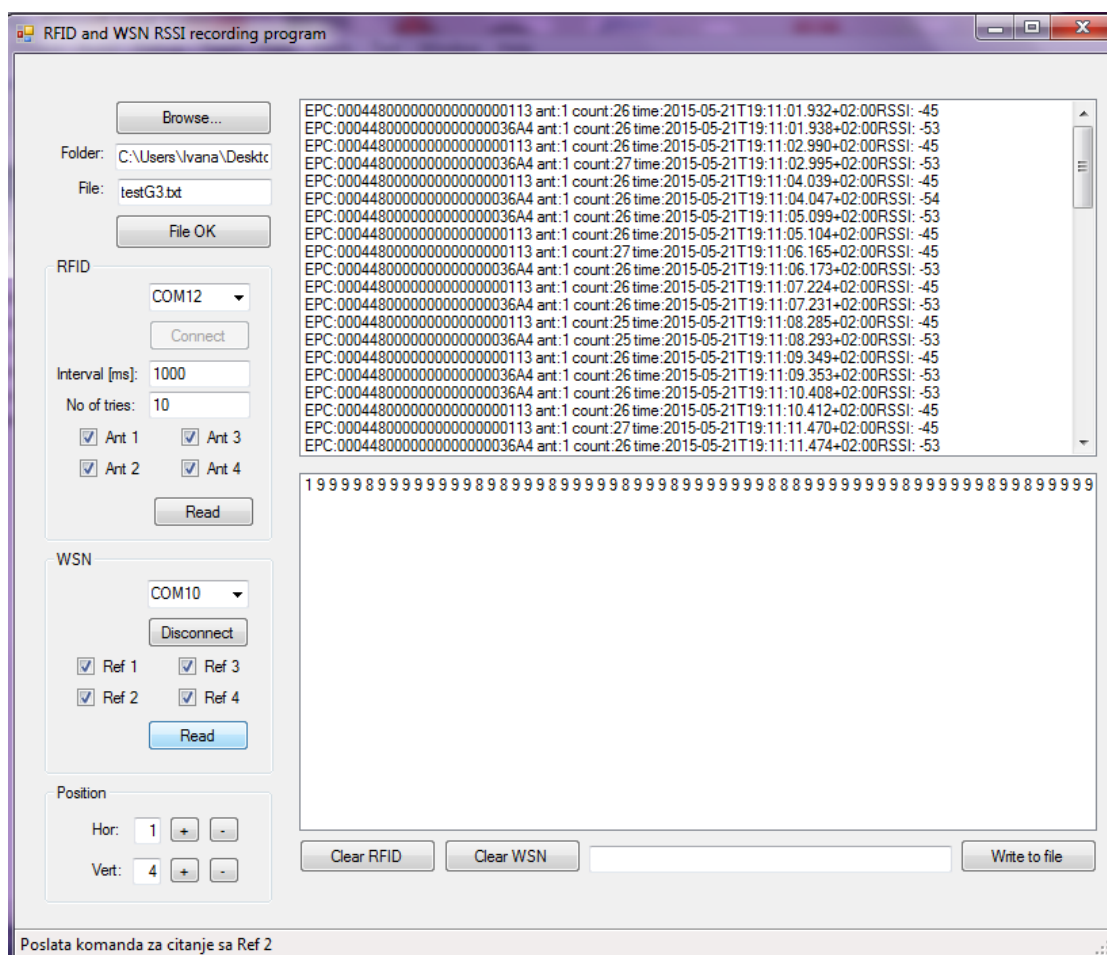 RFID and WSN RSSI recording program
Browse...
Folder: C:\Users\Ivana\Deskto
File: testG3.txt
File OK
RFID
COM12
Connect
Interval [ms]: 1000
No of tries: 10
Ant 1 Ant 3
Ant 2 Ant 4
Read
WSN
COM10
Disconnect
Ref 1 Ref 3
Ref 2 Ref 4
Read
Position
Hor: 1 + -
Vert: 4 + -
EPC:000448000000000000000113 ant:1 count:26 time:2015-05-21T19:11:01.932+02:00RSSI: -45
EPC:0004480000000000000036A4 ant:1 count:26 time:2015-05-21T19:11:01.938+02:00RSSI: -53
EPC:000448000000000000000113 ant:1 count:26 time:2015-05-21T19:11:02.990+02:00RSSI: -45
EPC:0004480000000000000036A4 ant:1 count:27 time:2015-05-21T19:11:02.995+02:00RSSI: -53
EPC:000448000000000000000113 ant:1 count:26 time:2015-05-21T19:11:04.039+02:00RSSI: -45
EPC:0004480000000000000036A4 ant:1 count:26 time:2015-05-21T19:11:04.047+02:00RSSI: -54
EPC:0004480000000000000036A4 ant:1 count:26 time:2015-05-21T19:11:05.099+02:00RSSI: -53
EPC:000448000000000000000113 ant:1 count:26 time:2015-05-21T19:11:05.104+02:00RSSI: -45
EPC:000448000000000000000113 ant:1 count:27 time:2015-05-21T19:11:06.165+02:00RSSI: -45
EPC:0004480000000000000036A4 ant:1 count:26 time:2015-05-21T19:11:06.173+02:00RSSI: -53
EPC:000448000000000000000113 ant:1 count:26 time:2015-05-21T19:11:07.224+02:00RSSI: -45
EPC:0004480000000000000036A4 ant:1 count:26 time:2015-05-21T19:11:07.231+02:00RSSI: -53
EPC:000448000000000000000113 ant:1 count:25 time:2015-05-21T19:11:08.285+02:00RSSI: -45
EPC:0004480000000000000036A4 ant:1 count:25 time:2015-05-21T19:11:08.293+02:00RSSI: -53
EPC:000448000000000000000113 ant:1 count:26 time:2015-05-21T19:11:09.349+02:00RSSI: -45
EPC:0004480000000000000036A4 ant:1 count:26 time:2015-05-21T19:11:09.353+02:00RSSI: -53
EPC:0004480000000000000036A4 ant:1 count:26 time:2015-05-21T19:11:10.408+02:00RSSI: -53
EPC:000448000000000000000113 ant:1 count:26 time:2015-05-21T19:11:10.412+02:00RSSI: -45
EPC:000448000000000000000113 ant:1 count:27 time:2015-05-21T19:11:11.470+02:00RSSI: -45
EPC:0004480000000000000036A4 ant:1 count:26 time:2015-05-21T19:11:11.474+02:00RSSI: -53
1 9 9 9 9 8 9 9 9 9 9 9 9 9 8 9 8 9 9 9 8 9 9 9 9 9 8 9 9 9 8 9 9 9 9 9 9 9 8 8 8 9 9 9 9 9 9 9 9 8 9 9 9 9 9 9 8 9 9 8 9 9 9 9 9
Clear RFID
Clear WSN
Write to file
Poslata komanda za citanje sa Ref 2